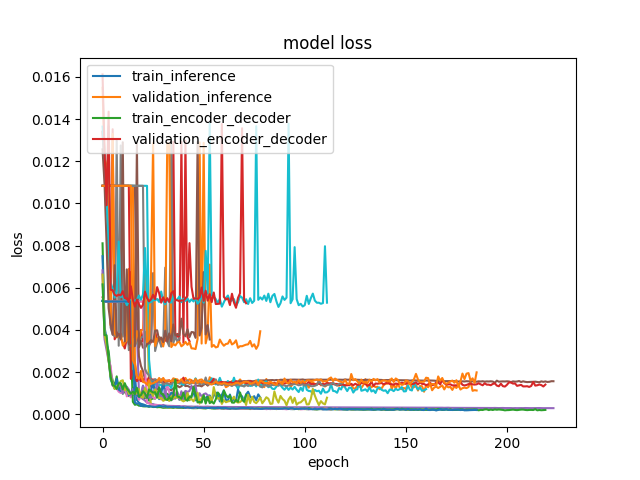 model loss
train_inference
validation_inference
train_encoder_decoder
validation_encoder_decoder
0.016
0.014
0.012
0.010
0.008
0.006
0.004
0.002
0.000
loss
0 50 100 150 200
epoch